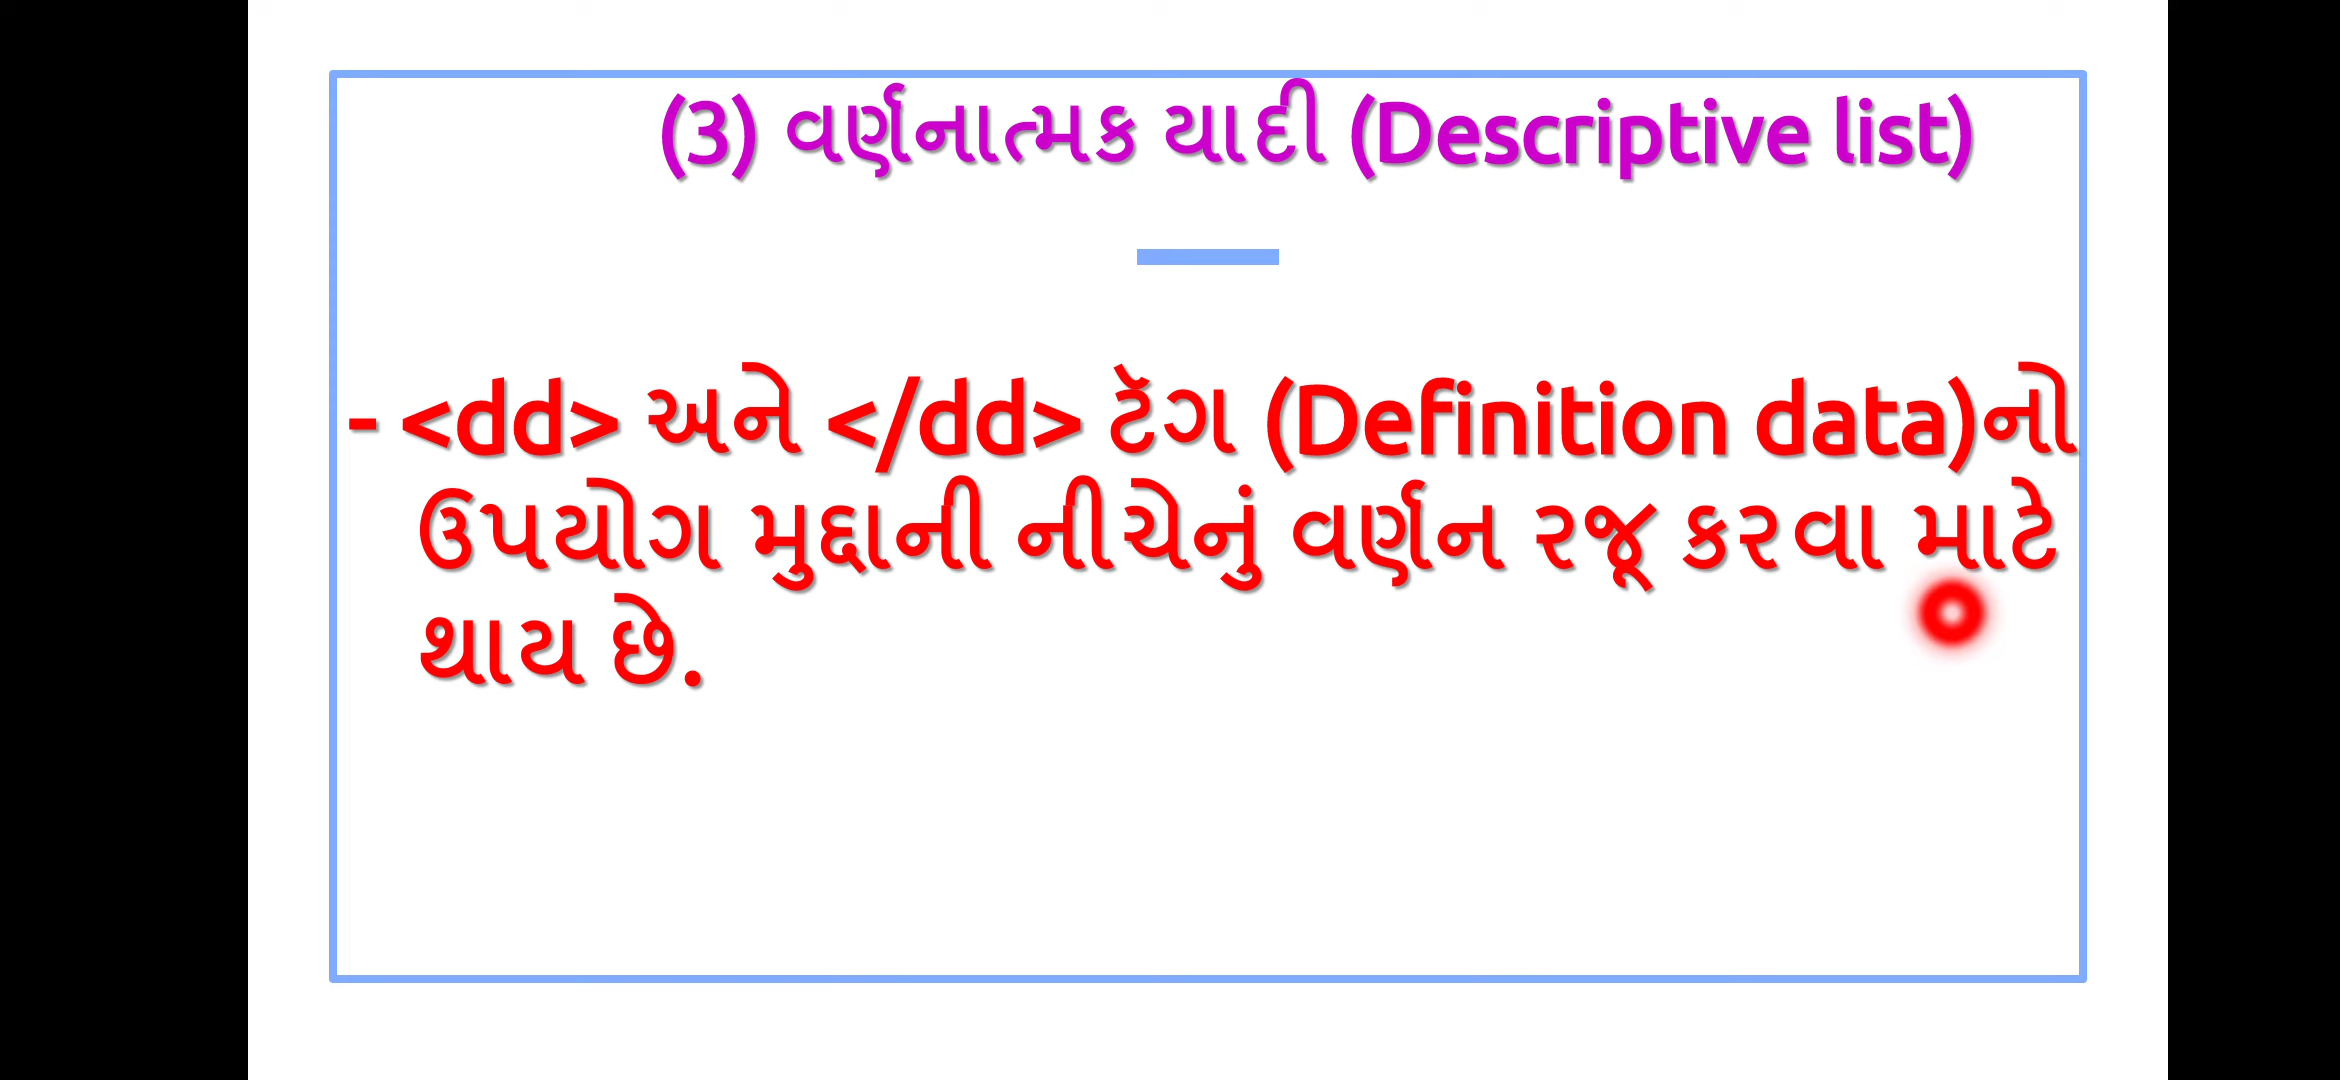 (3) વર્ણનાત્મક યાદી (Descriptive list)
- <dd> અને </dd> ટૅગ (Definition data)નો
ઉપયોગ મુદ્દાની નીચેનું વર્ણન રજૂ કરવા માટે
થાય છે.